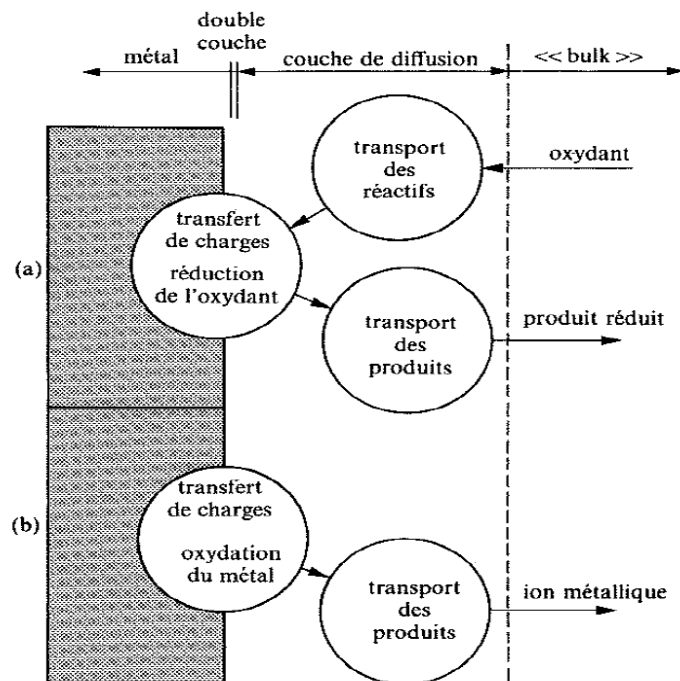 double
couche
métal
couche de diffusion
<< bulk >>
transport
des
réactifs
oxydant
(a)
transfert
de charges
réduction
de l'oxydant
transport
des
produits
produit réduit
(b)
transfert
de charges
oxydation
du métal
transport
des
produits
ion métallique